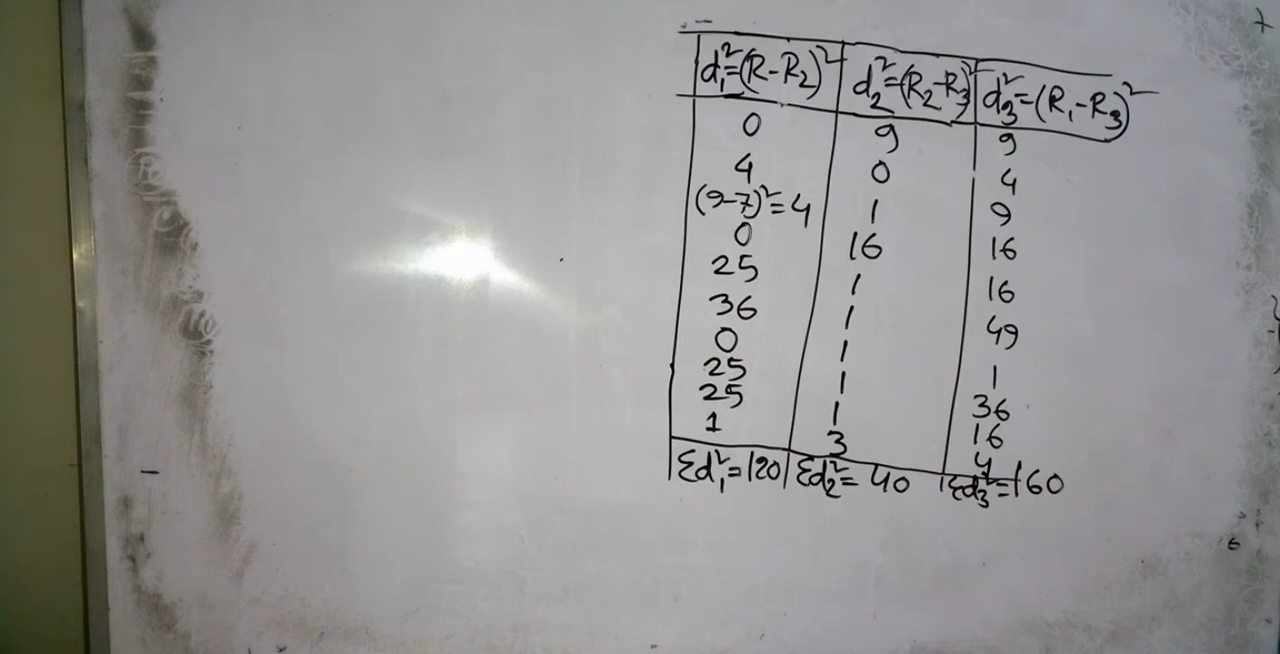 d₁²=(R-R₂)² d₂²=(R₂-R₃)² d₃²=(R₁-R₃)²
0 9 9
4 0 4
(9-7)²=4 1 9
0 16 16
25 1 16
36 1 49
0 1 1
25 1 36
25 1 16
1 3 4
Σd₁²=120 Σd₂²=40 Σd₃²=160